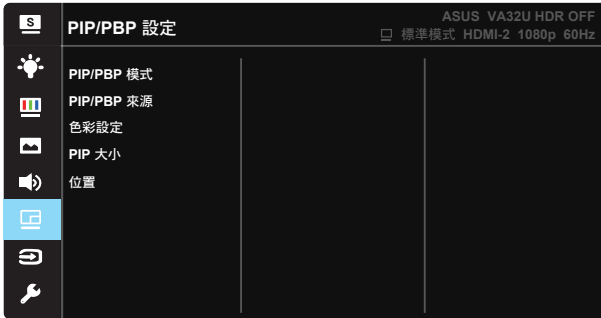 S
PIP/PBP 設定
ASUS VA32U HDR OFF
標準模式 HDMI-2 1080p 60Hz
PIP/PBP 模式
PIP/PBP 來源
色彩設定
PIP 大小
位置